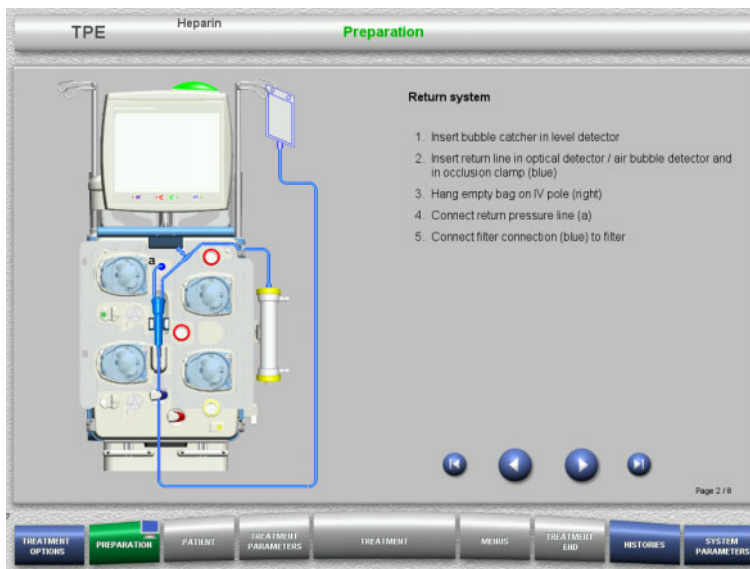 TPE
Heparin
Preparation
Return system
1. Insert bubble catcher in level detector
2. Insert return line in optical detector / air bubble detector and
in occlusion clamp (blue)
3. Hang empty bag on IV pole (right)
4. Connect return pressure line (a)
5. Connect filter connection (blue) to filter
a
Page 2 / 8
TREATMENT
OPTIONS
PREPARATION
PATIENT
TREATMENT
PARAMETERS
TREATMENT
MENUS
TREATMENT
END
HISTORIES
SYSTEM
PARAMETERS